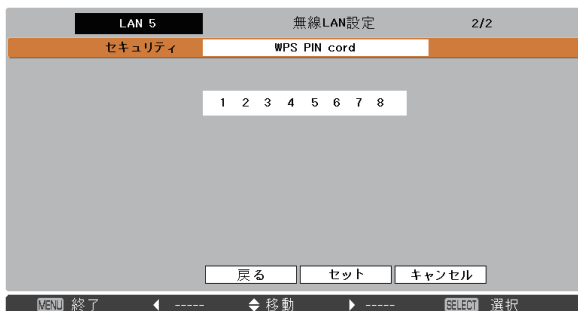 LAN 5 無線LAN設定 2/2
セキュリティ WPS PIN cord
1 2 3 4 5 6 7 8
戻る セット キャンセル
MENU 終了 ◀ ----- ◆ 移動 ▶ ----- SELECT 選択